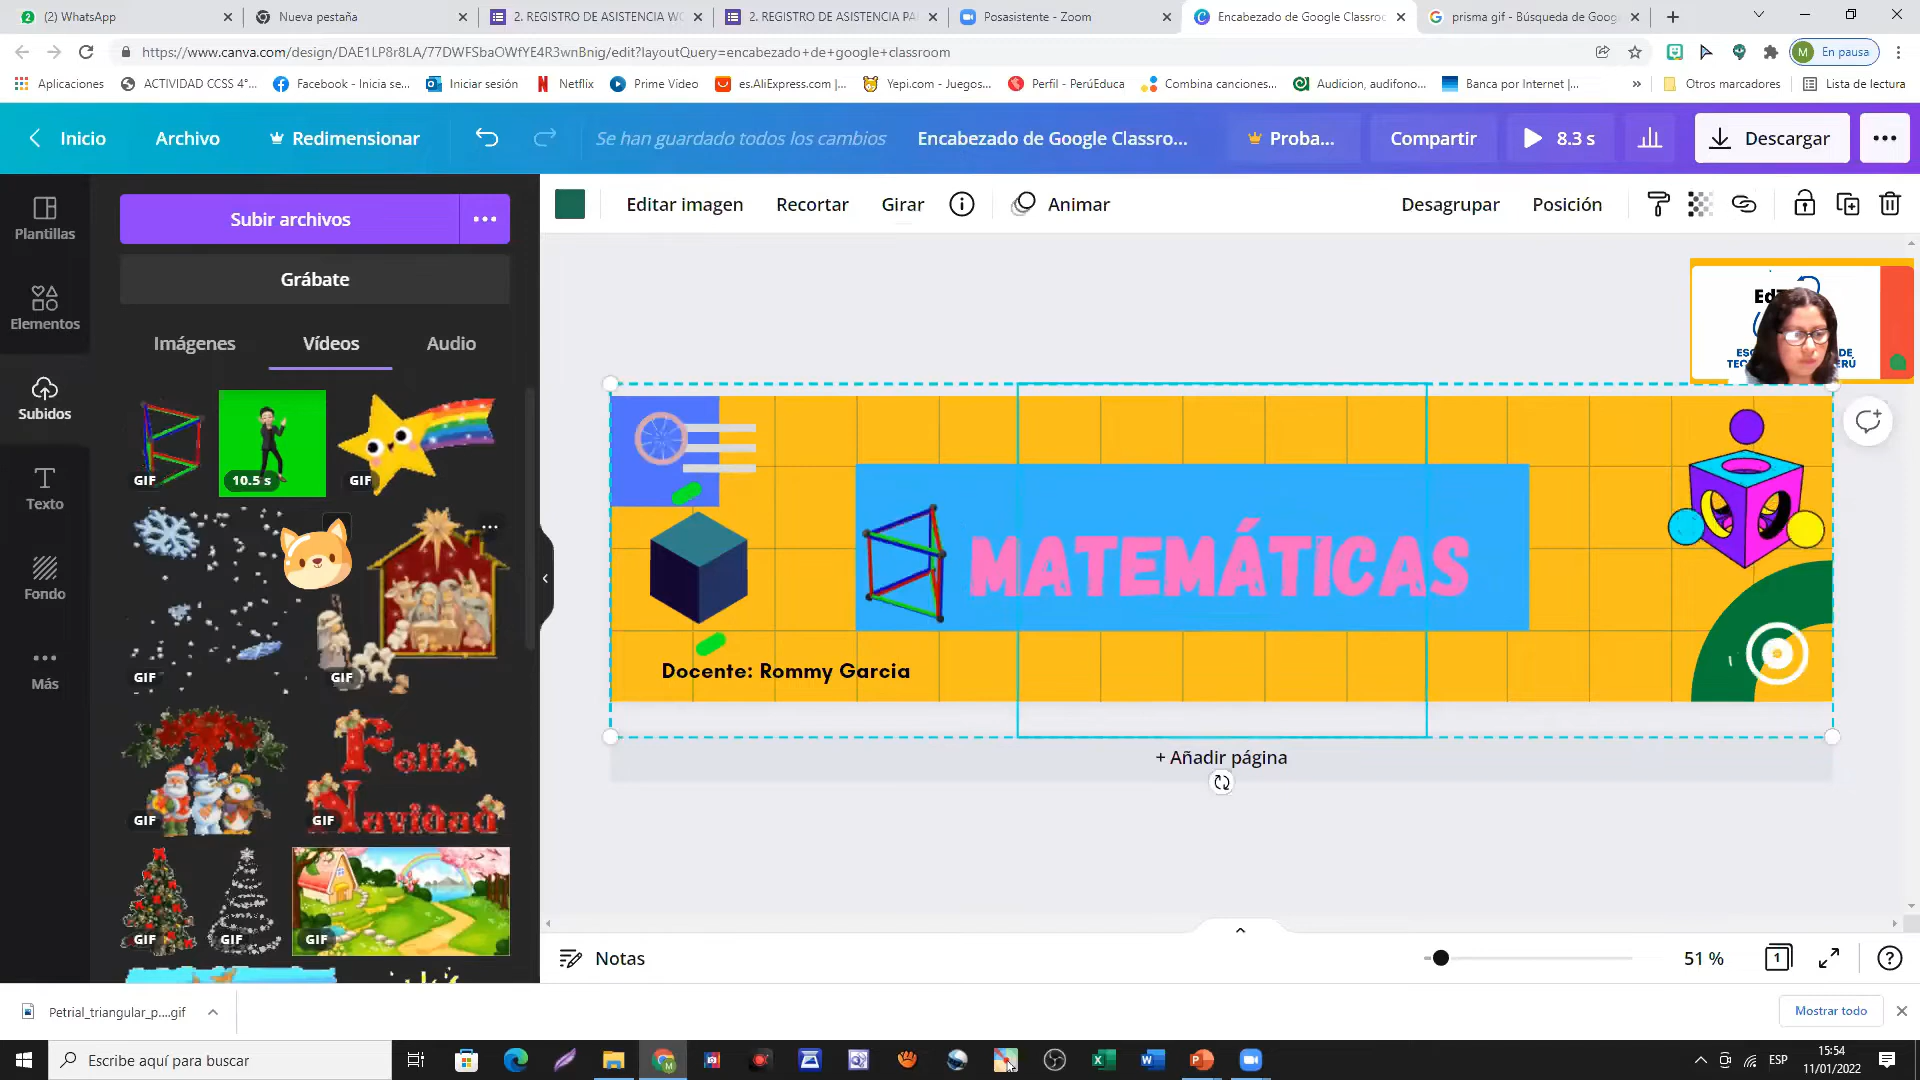 (2) WhatsApp
Nueva pestaña
2. REGISTRO DE ASISTENCIA WO
2. REGISTRO DE ASISTENCIA PA
Posasistente - Zoom
Encabezado de Google Classroo
prisma gif - Búsqueda de Goog
https://www.canva.com/design/DAE1LP8r8LA/77DWFSbaOWfYE4R3wnBnig/edit?layoutQuery=encabezado+de+google+classroom
M En pausa
Aplicaciones
ACTIVIDAD CCSS 4°...
Facebook - Inicia se...
Iniciar sesión
Netflix
Prime Video
es.AliExpress.com |...
Yepi.com - Juegos...
Perfil - PerúEduca
Combina canciones...
Audicion, audifono...
Banca por Internet |...
Otros marcadores
Lista de lectura
Inicio
Archivo
Redimensionar
Se han guardado todos los cambios
Encabezado de Google Classro...
Proba...
Compartir
8.3 s
Descargar
Plantillas
Elementos
Subidos
Texto
Fondo
Más
Subir archivos
Grábate
Imágenes
Vídeos
Audio
GIF
10.5 s
GIF
GIF
GIF
Feliz
Navidad
GIF
GIF
GIF
GIF
GIF
Editar imagen
Recortar
Girar
Animar
Desagrupar
Posición
MATEMÁTICAS
Docente: Rommy Garcia
+ Añadir página
Notas
51 %
1
Petrial_triangular_p....gif
Mostrar todo
Escribe aquí para buscar
ESP
15:54
11/01/2022